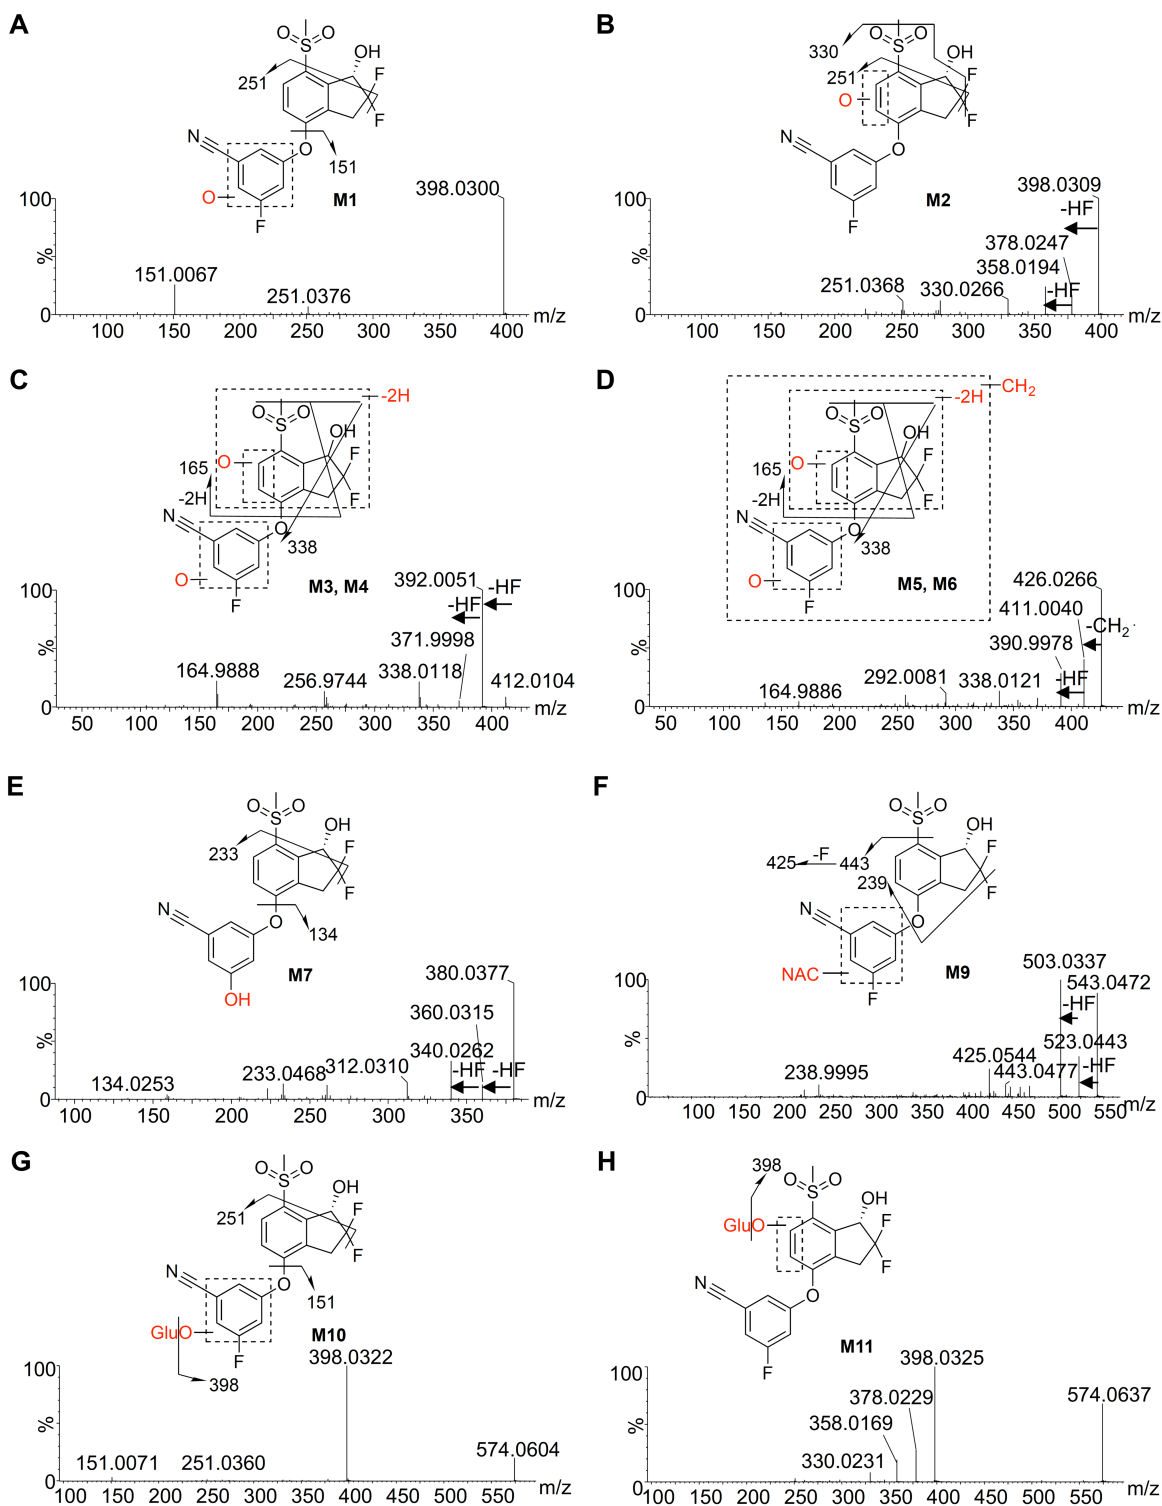 A
O S O
OH
F
F
251
N
O
151
O
F
M1
398.0300
151.0067
251.0376
100
%
0
100 150 200 250 300 350 400 m/z
B
330
O S O
OH
F
F
251
O
N
O
F
M2
398.0309
-HF
378.0247
358.0194
-HF
251.0368
330.0266
100
%
0
100 150 200 250 300 350 400 m/z
C
-2H
O S O
OH
F
F
O
165
-2H
N
O
338
O
F
M3, M4
392.0051
-HF
-HF
371.9998
164.9888
256.9744
338.0118
412.0104
100
%
0
50 100 150 200 250 300 350 400 m/z
D
-2H
CH2
O S O
OH
F
F
O
165
-2H
N
O
338
O
F
M5, M6
426.0266
411.0040
-CH2·
390.9978
-HF
164.9886
292.0081
338.0121
100
%
0
50 100 150 200 250 300 350 400 m/z
E
O S O
OH
F
F
233
N
O
134
OH
M7
380.0377
360.0315
340.0262
-HF
-HF
134.0253
233.0468
312.0310
100
%
0
100 150 200 250 300 350 m/z
F
O S O
OH
F
F
425
-F
443
239
N
O
NAC
F
M9
503.0337
543.0472
-HF
523.0443
-HF
425.0544
443.0477
238.9995
100
%
0
100 150 200 250 300 350 400 450 500 550 m/z
G
O S O
OH
F
F
251
N
O
151
GluO
F
398
M10
398.0322
151.0071
251.0360
574.0604
100
%
0
100 150 200 250 300 350 400 450 500 550 m/z
H
398
O S O
OH
GluO
F
F
N
O
F
M11
398.0325
378.0229
358.0169
330.0231
574.0637
100
%
0
100 150 200 250 300 350 400 450 500 550 m/z